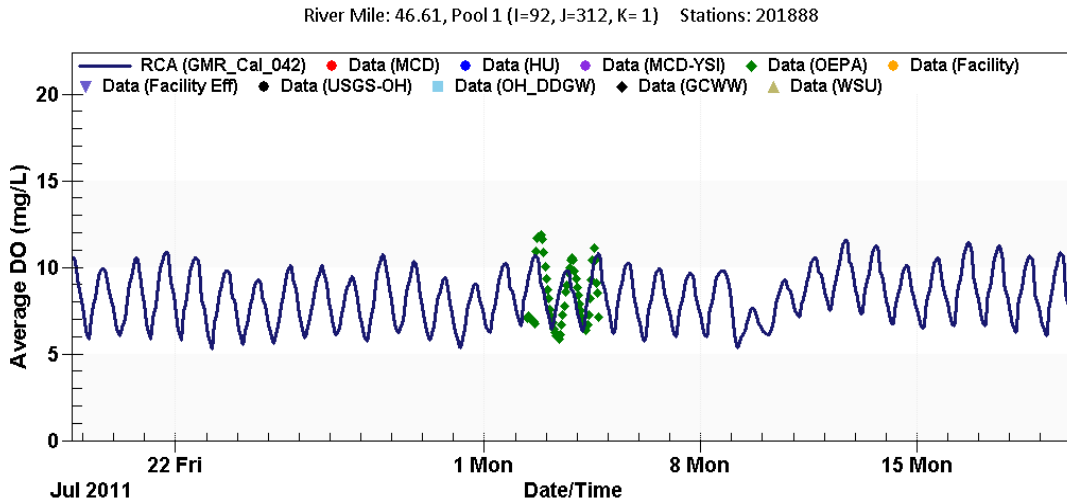 River Mile: 46.61, Pool 1 (I=92, J=312, K= 1) Stations: 201888
RCA (GMR_Cal_042) Data (MCD) Data (HU) Data (MCD-YSI) Data (OEPA) Data (Facility)
Data (Facility Eff) Data (USGS-OH) Data (OH_DDGW) Data (GCWW) Data (WSU)
20
15
10
5
0
Average DO (mg/L)
22 Fri 1 Mon 8 Mon 15 Mon
Jul 2011 Date/Time